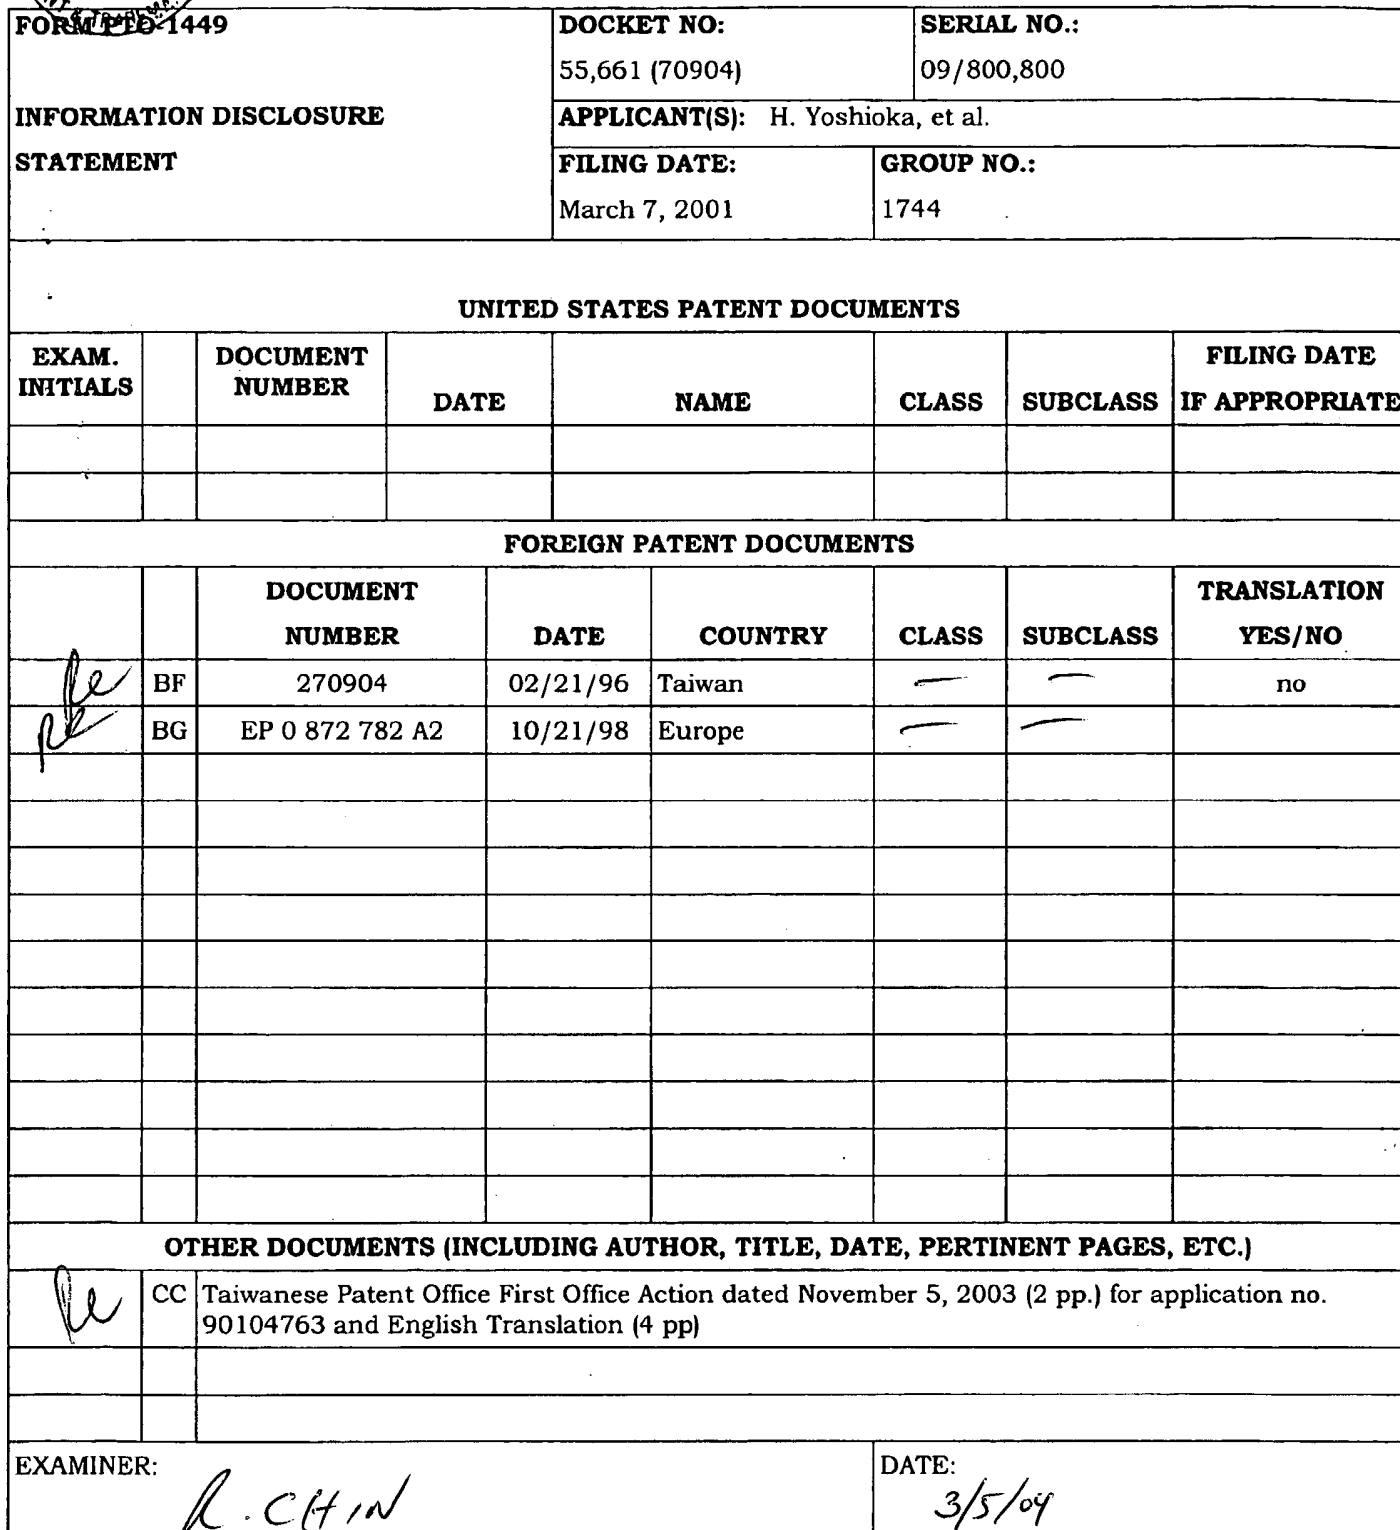 FORM PTO-1449
DOCKET NO:
SERIAL NO.:
55,661 (70904)
09/800,800
INFORMATION DISCLOSURE
STATEMENT
APPLICANT(S): H. Yoshioka, et al.
FILING DATE:
GROUP NO.:
March 7, 2001
1744
UNITED STATES PATENT DOCUMENTS
EXAM.
INITIALS
DOCUMENT
NUMBER
DATE
NAME
CLASS
SUBCLASS
FILING DATE
IF APPROPRIATE
FOREIGN PATENT DOCUMENTS
DOCUMENT
NUMBER
DATE
COUNTRY
CLASS
SUBCLASS
TRANSLATION
YES/NO
BF 270904 02/21/96 Taiwan — — no
BG EP 0 872 782 A2 10/21/98 Europe — —
OTHER DOCUMENTS (INCLUDING AUTHOR, TITLE, DATE, PERTINENT PAGES, ETC.)
CC Taiwanese Patent Office First Office Action dated November 5, 2003 (2 pp.) for application no.
90104763 and English Translation (4 pp)
EXAMINER:
R. CHIN
DATE:
3/5/04